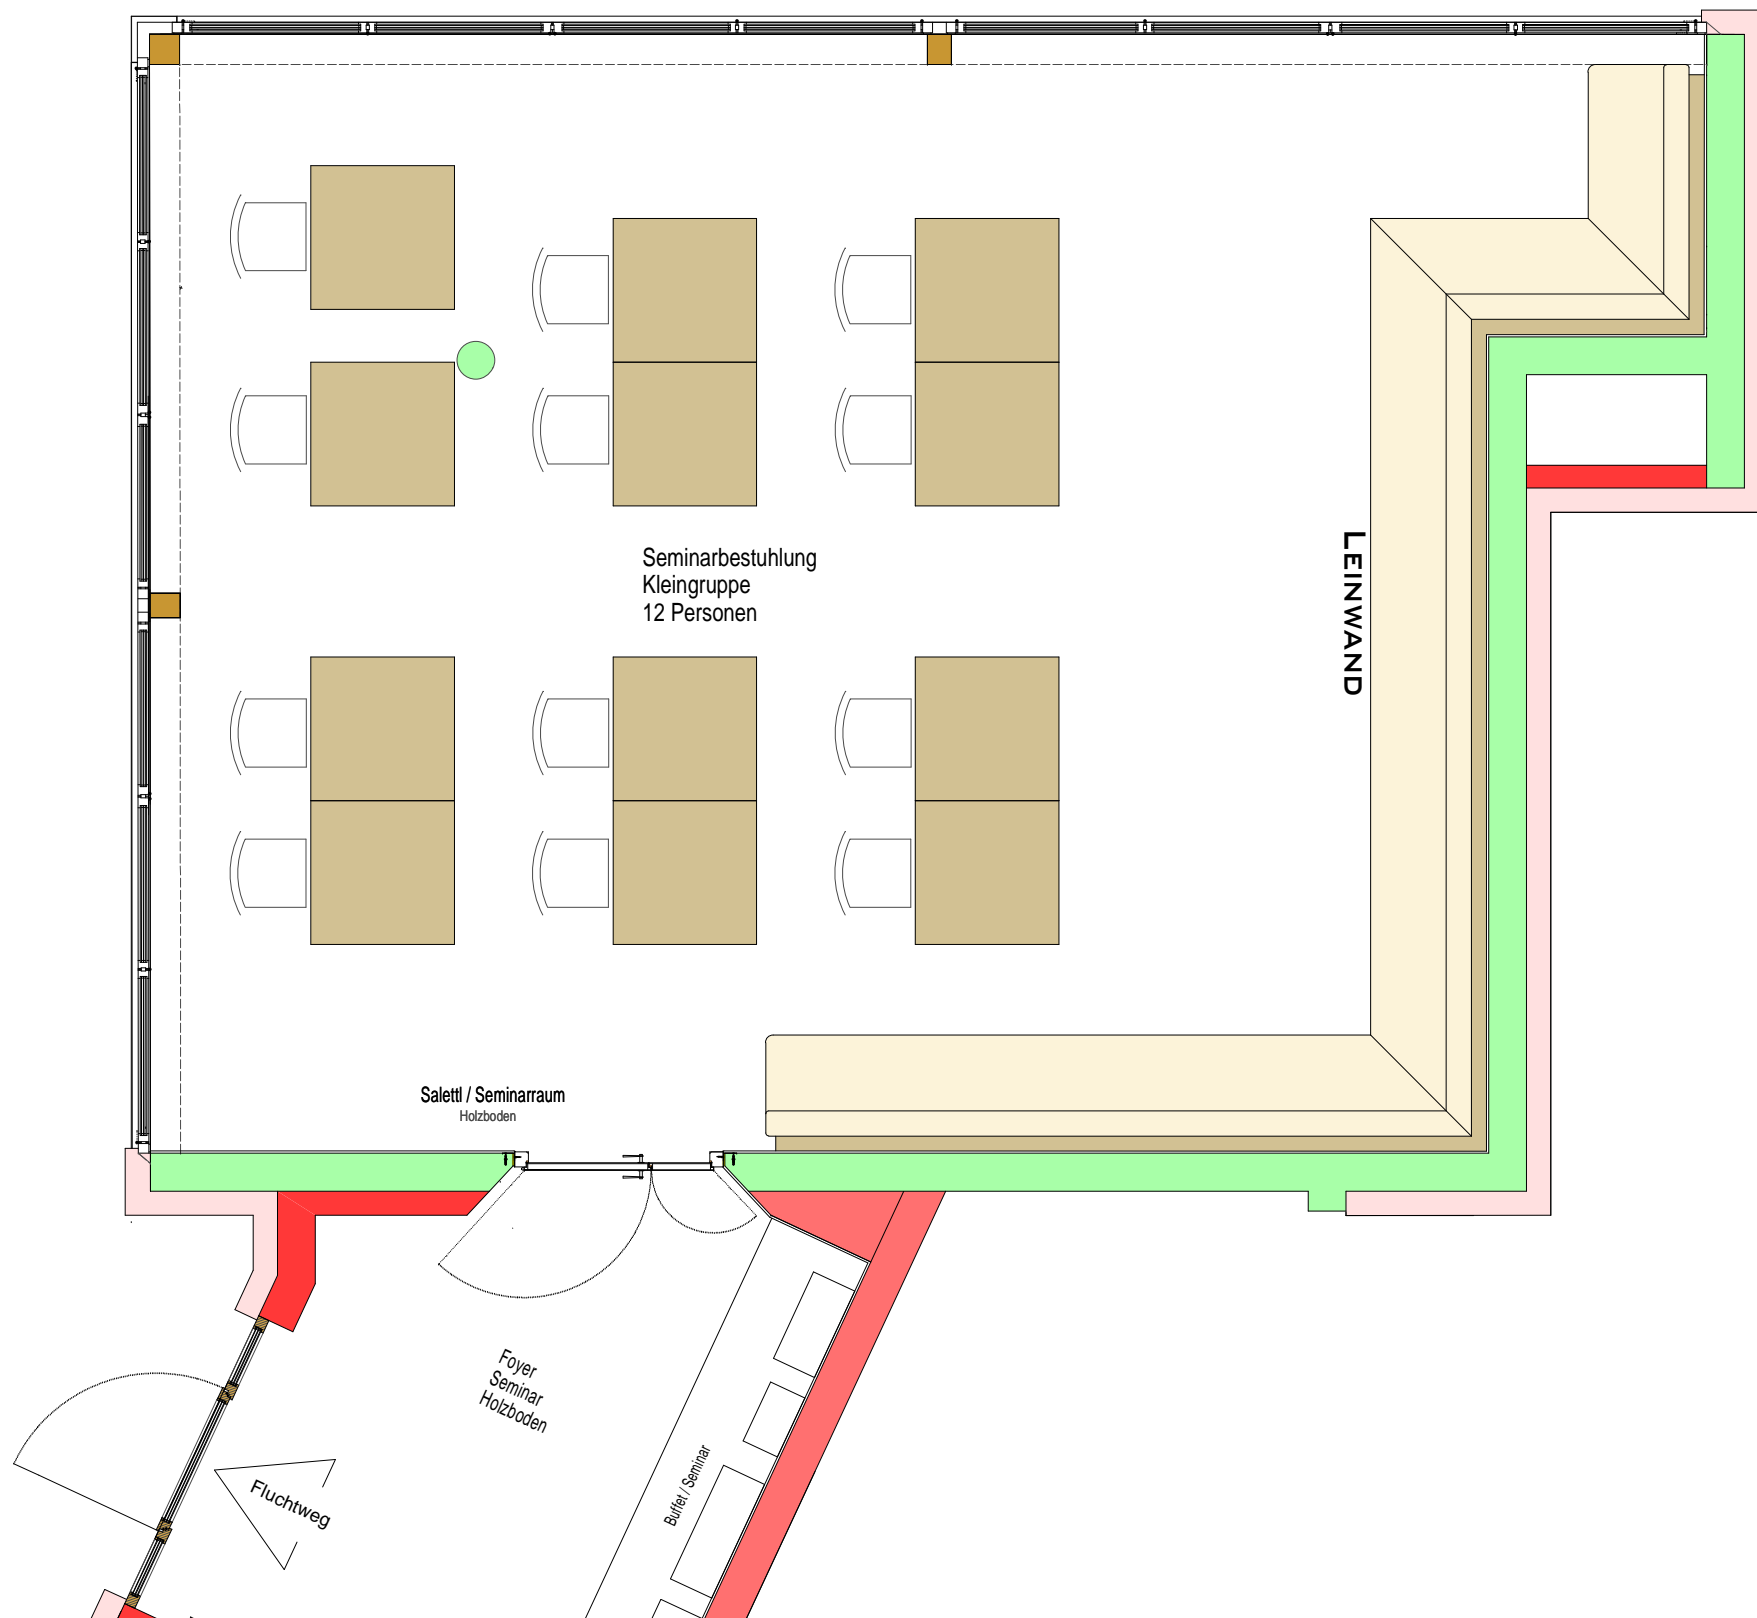 Seminarbestuhlung
Kleingruppe
12 Personen
LEINWAND
Salettl / Seminarraum
Holzboden
Foyer
Seminar
Holzboden
Buffet / Seminar
Fluchtweg